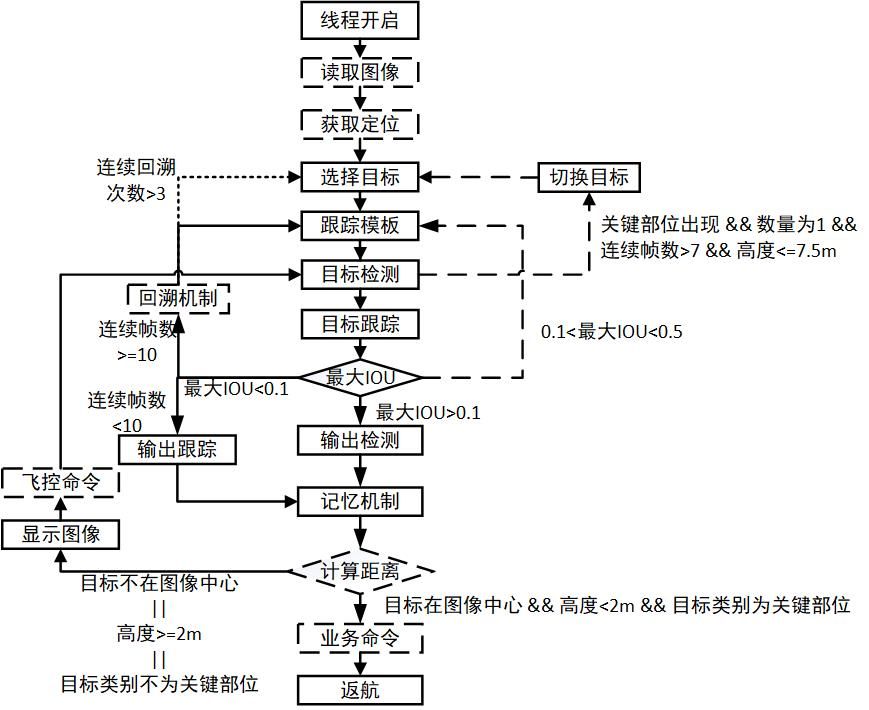 线程开启
读取图像
获取定位
连续回溯
次数>3
选择目标
切换目标
跟踪模板
关键部位出现 && 数量为1 &&
连续帧数>7 && 高度<=7.5m
目标检测
回溯机制
目标跟踪
连续帧数
>=10
0.1<最大IOU<0.5
最大IOU
最大IOU<0.1
连续帧数
<10
最大IOU>0.1
输出跟踪
输出检测
飞控命令
记忆机制
显示图像
计算距离
目标不在图像中心
||
高度>=2m
||
目标类别不为关键部位
目标在图像中心 && 高度<2m && 目标类别为关键部位
业务命令
返航